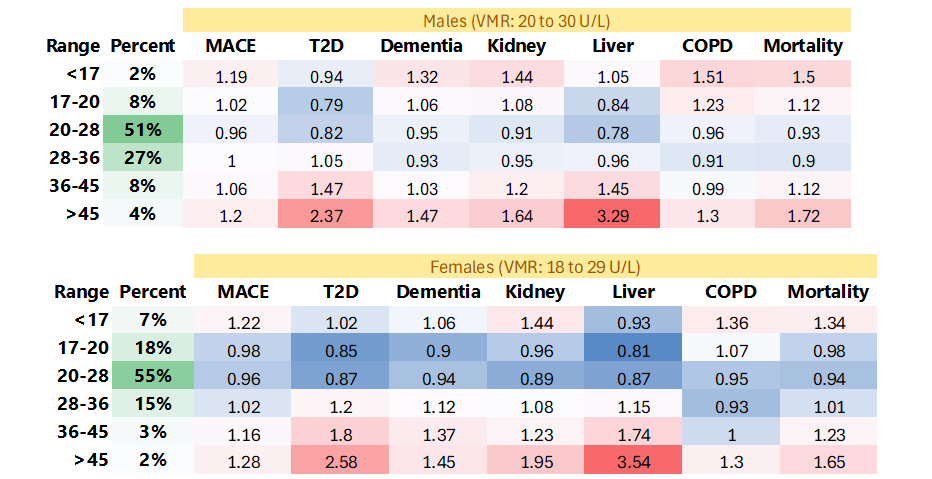 Males (VMR: 20 to 30 U/L)
Range Percent MACE T2D Dementia Kidney Liver COPD Mortality
<17 2% 1.19 0.94 1.32 1.44 1.05 1.51 1.5
17-20 8% 1.02 0.79 1.06 1.08 0.84 1.23 1.12
20-28 51% 0.96 0.82 0.95 0.91 0.78 0.96 0.93
28-36 27% 1 1.05 0.93 0.95 0.96 0.91 0.9
36-45 8% 1.06 1.47 1.03 1.2 1.45 0.99 1.12
>45 4% 1.2 2.37 1.47 1.64 3.29 1.3 1.72
Females (VMR: 18 to 29 U/L)
Range Percent MACE T2D Dementia Kidney Liver COPD Mortality
<17 7% 1.22 1.02 1.06 1.44 0.93 1.36 1.34
17-20 18% 0.98 0.85 0.9 0.96 0.81 1.07 0.98
20-28 55% 0.96 0.87 0.94 0.89 0.87 0.95 0.94
28-36 15% 1.02 1.2 1.12 1.08 1.15 0.93 1.01
36-45 3% 1.16 1.8 1.37 1.23 1.74 1 1.23
>45 2% 1.28 2.58 1.45 1.95 3.54 1.3 1.65